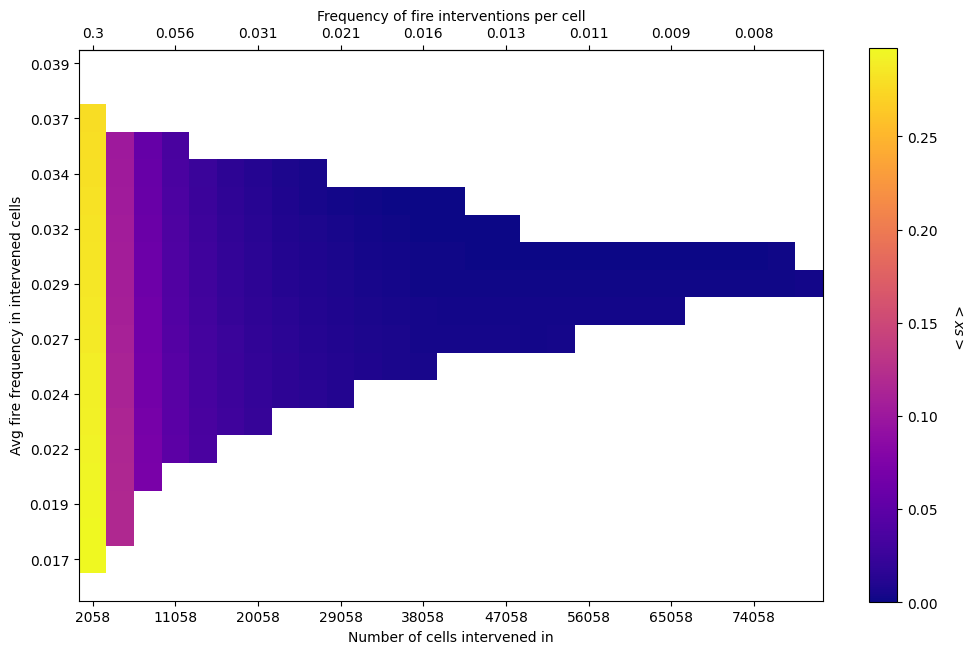 Frequency of fire interventions per cell
0.3 0.056 0.031 0.021 0.016 0.013 0.011 0.009 0.008
Avg fire frequency in intervened cells
0.039
0.037
0.034
0.032
0.029
0.027
0.024
0.022
0.019
0.017
2058 11058 20058 29058 38058 47058 56058 65058 74058
Number of cells intervened in
0.25
0.20
0.15
0.10
0.05
0.00
< sx >